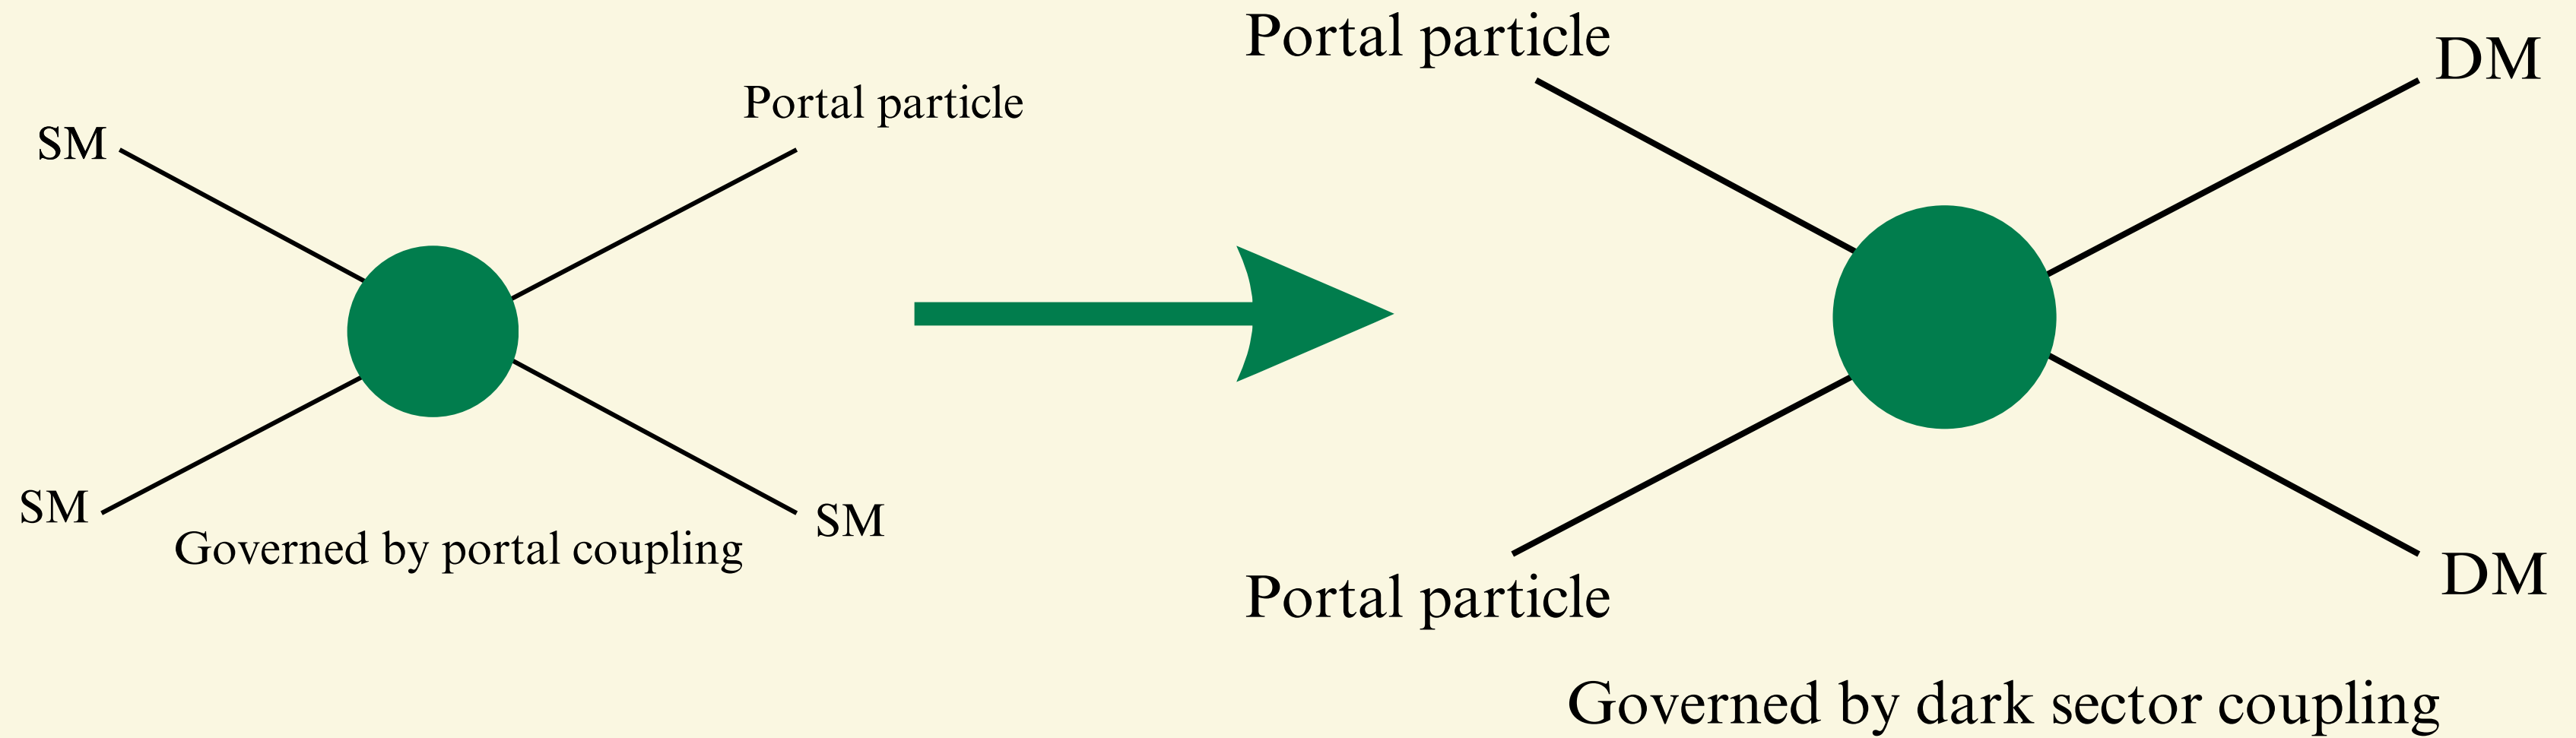 SM
Portal particle
SM
SM
Governed by portal coupling
Portal particle
DM
Portal particle
DM
Governed by dark sector coupling